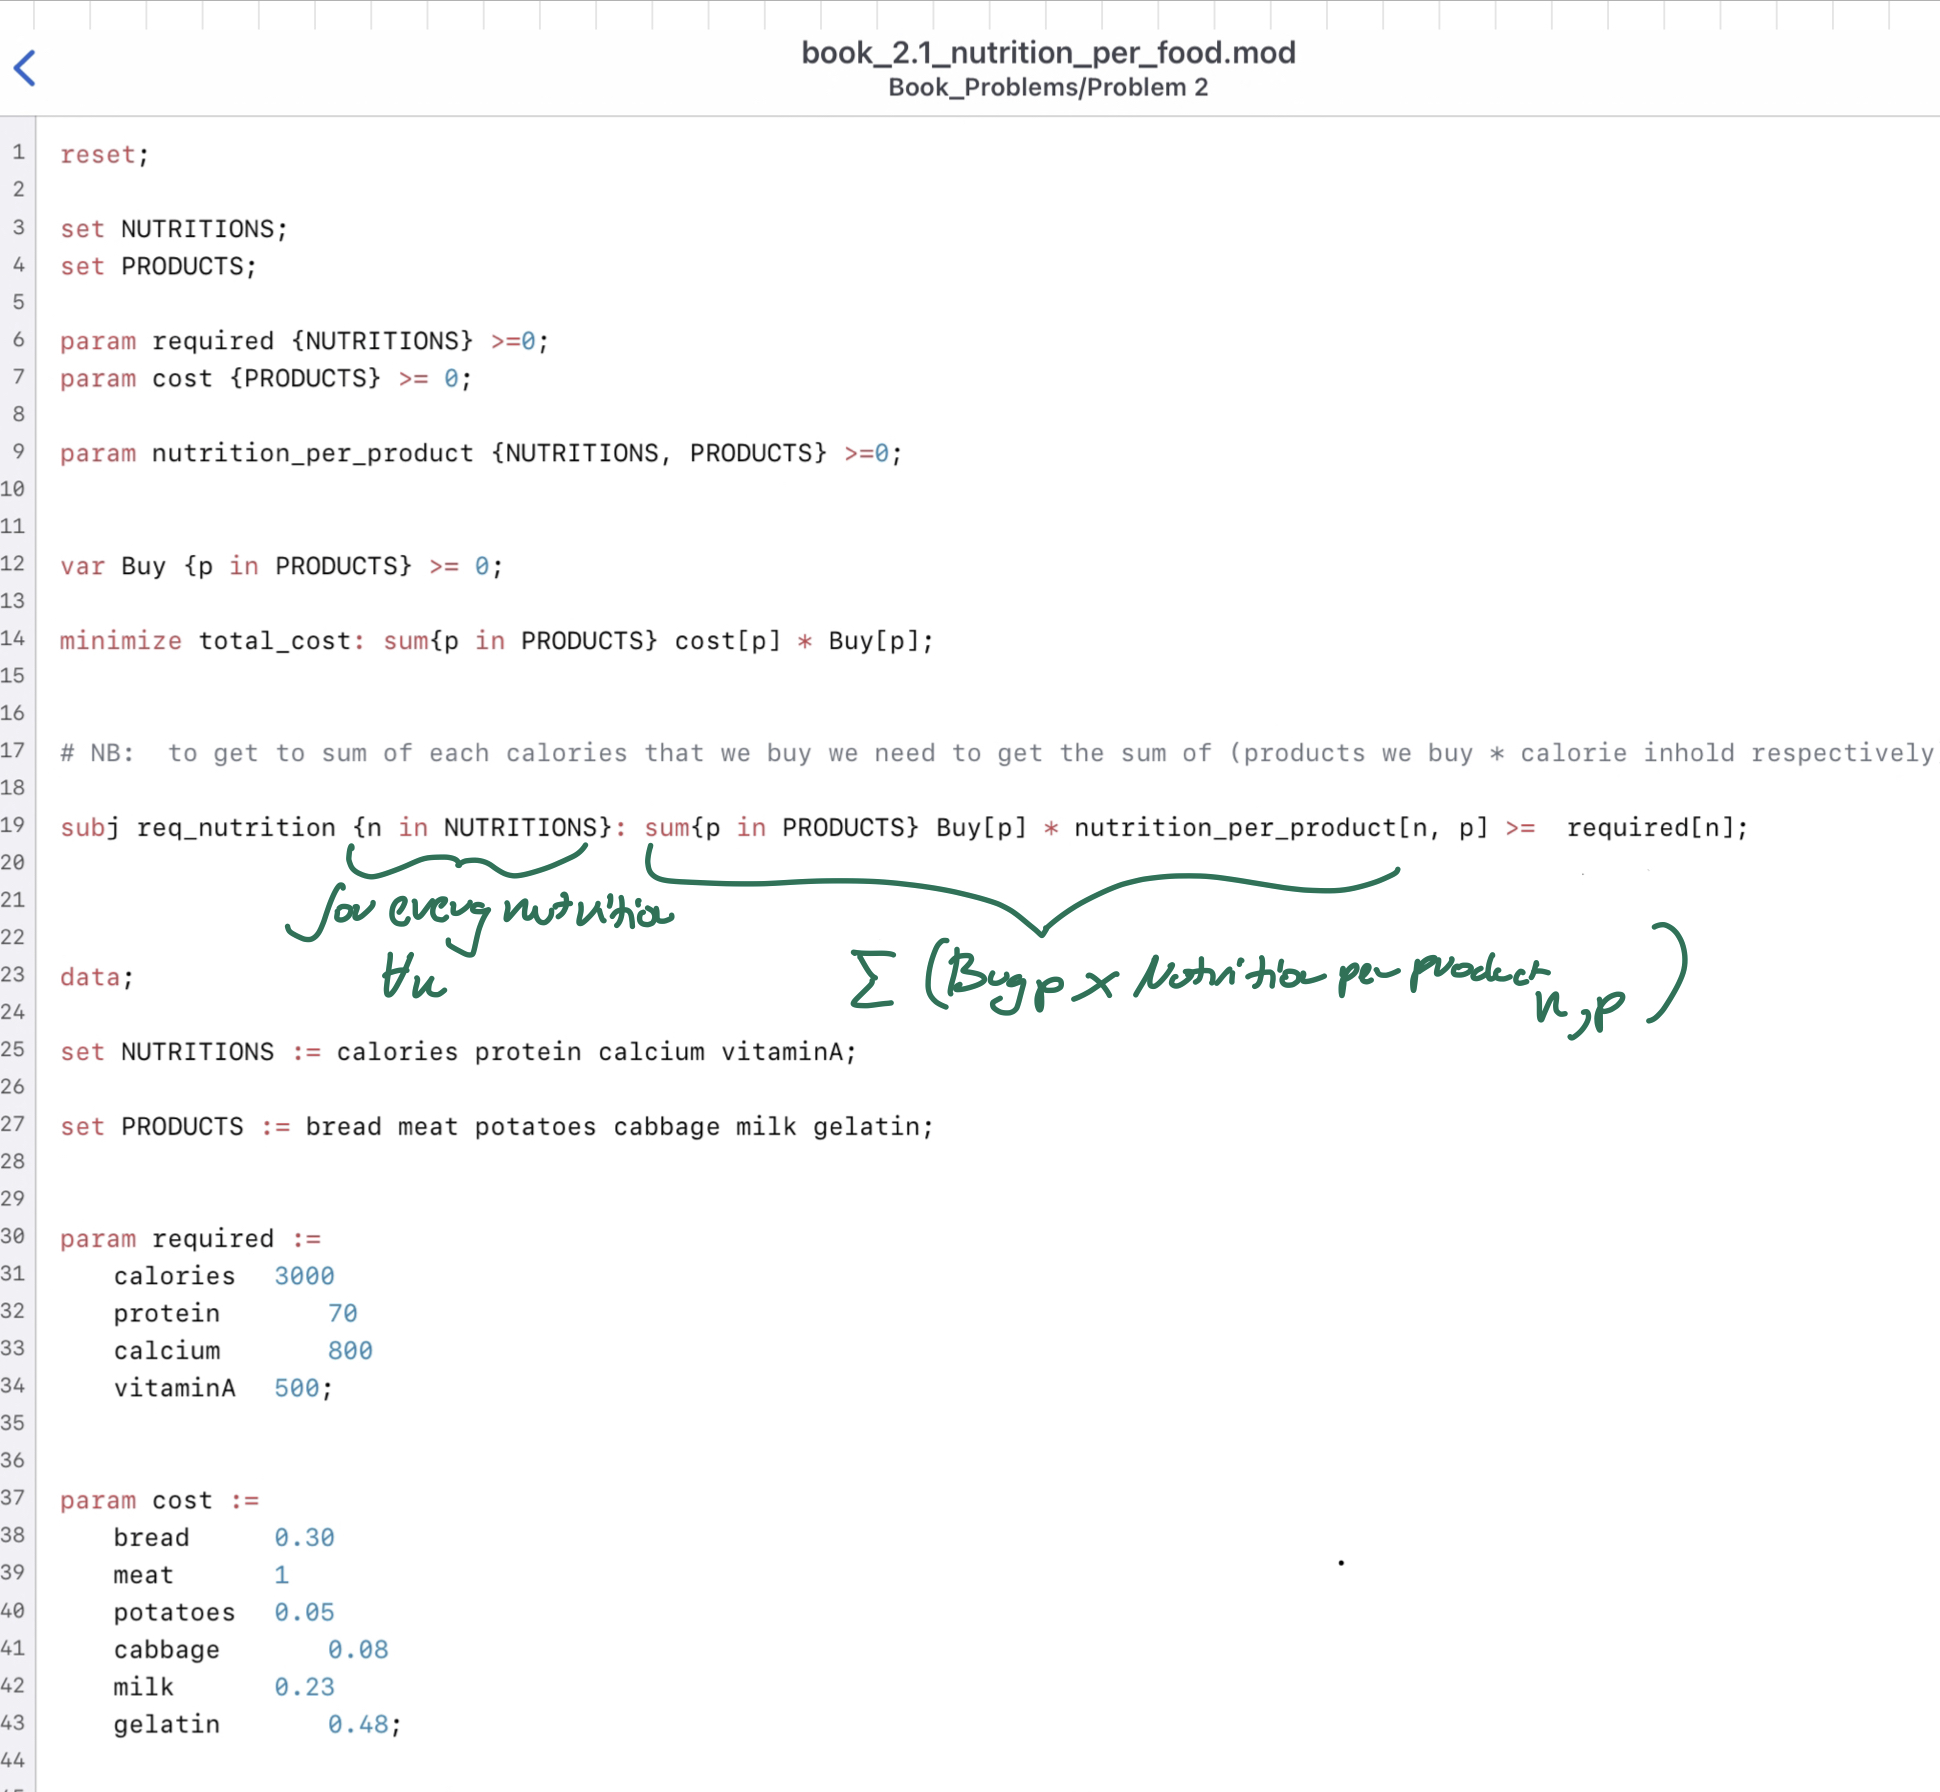 book_2.1_nutrition_per_food.mod
Book_Problems/Problem 2
1 reset;
2
3 set NUTRITIONS;
4 set PRODUCTS;
5
6 param required {NUTRITIONS} >=0;
7 param cost {PRODUCTS} >= 0;
8
9 param nutrition_per_product {NUTRITIONS, PRODUCTS} >=0;
10
11
12 var Buy {p in PRODUCTS} >= 0;
13
14 minimize total_cost: sum{p in PRODUCTS} cost[p] * Buy[p];
15
16
17 # NB:  to get to sum of each calories that we buy we need to get the sum of (products we buy * calorie inhold respectively
18
19 subj req_nutrition {n in NUTRITIONS}: sum{p in PRODUCTS} Buy[p] * nutrition_per_product[n, p] >=  required[n];
20
21
for every nutrition
22
∀n
∑ (Buy p × Nutrition per product n,p)
23 data;
24
25 set NUTRITIONS := calories protein calcium vitaminA;
26
27 set PRODUCTS := bread meat potatoes cabbage milk gelatin;
28
29
30 param required :=
31 calories 3000
32 protein 70
33 calcium 800
34 vitaminA 500;
35
36
37 param cost :=
38 bread 0.30
39 meat 1
40 potatoes 0.05
41 cabbage 0.08
42 milk 0.23
43 gelatin 0.48;
44